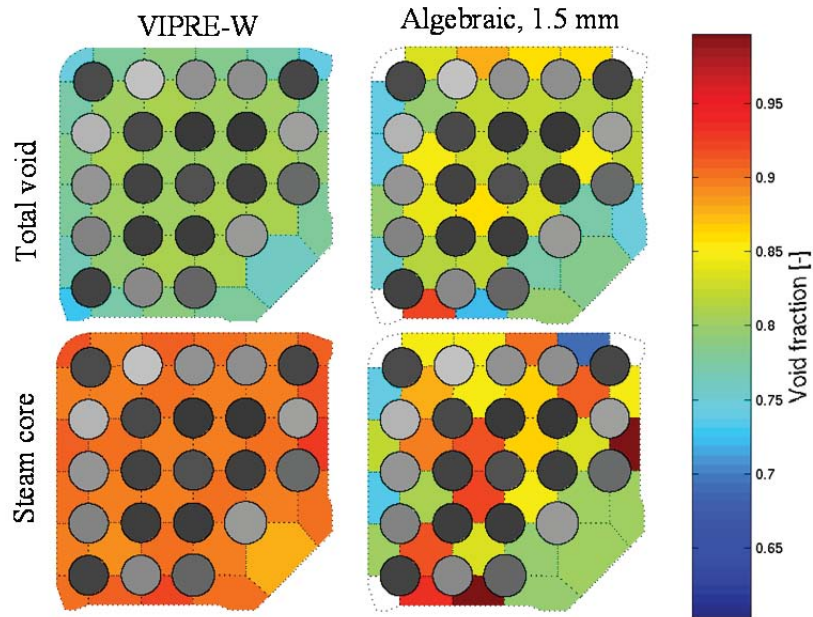 VIPRE-W
Algebraic, 1.5 mm
Total void
Steam core
0.95
0.9
0.85
0.8
0.75
0.7
0.65
Void fraction [-]